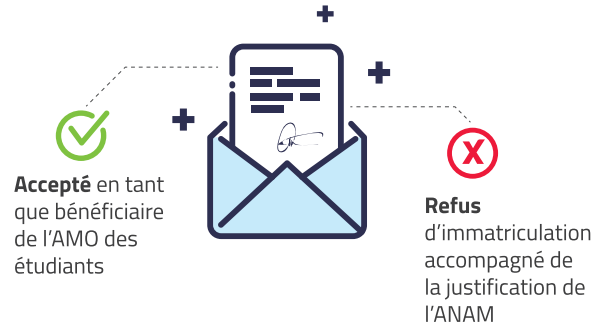 Accepté en tant
que bénéficiaire
de l'AMO des
étudiants
Refus
d'immatriculation
accompagné de
la justification de
l'ANAM